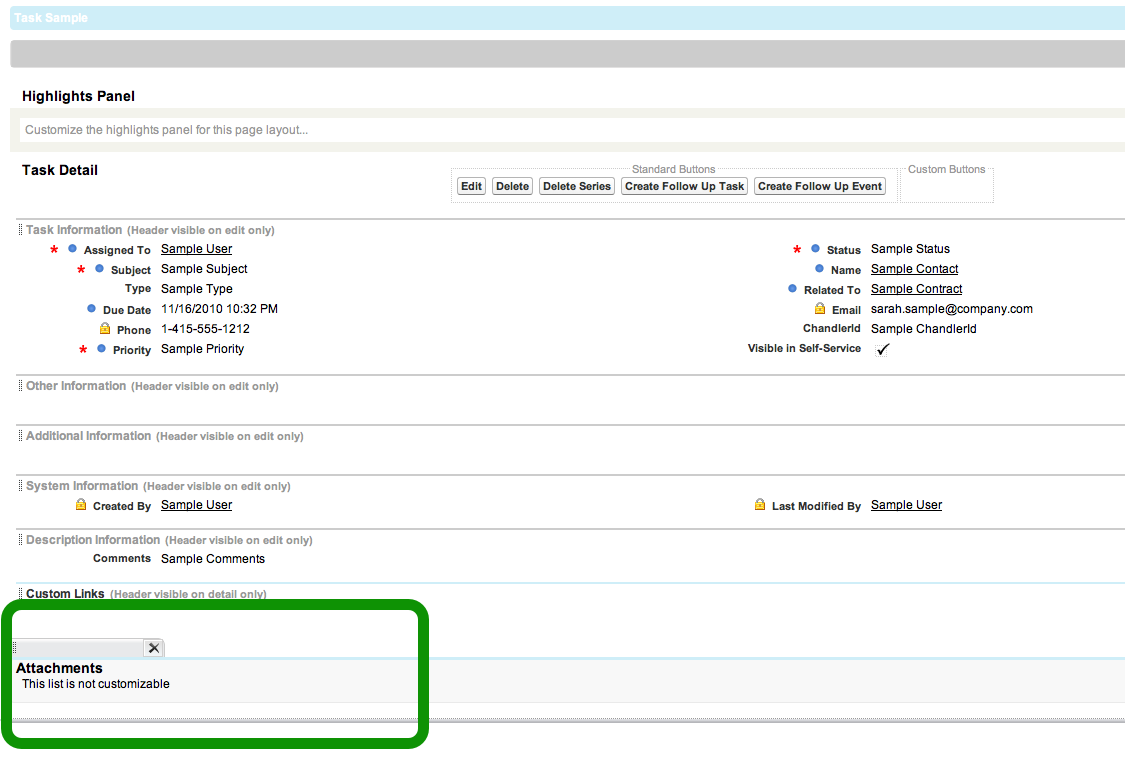 Task Sample
Highlights Panel
Customize the highlights panel for this page layout...
Task Detail
Standard Buttons
Custom Buttons
Edit Delete Delete Series Create Follow Up Task Create Follow Up Event
Task Information (Header visible on edit only)
* Assigned To Sample User * Status Sample Status
* Subject Sample Subject Name Sample Contact
Type Sample Type Related To Sample Contract
Due Date 11/16/2010 10:32 PM Email sarah.sample@company.com
Phone 1-415-555-1212 ChandlerId Sample ChandlerId
* Priority Sample Priority Visible in Self-Service ✓
Other Information (Header visible on edit only)
Additional Information (Header visible on edit only)
System Information (Header visible on edit only)
Created By Sample User Last Modified By Sample User
Description Information (Header visible on edit only)
Comments Sample Comments
Custom Links (Header visible on detail only)
Attachments
This list is not customizable